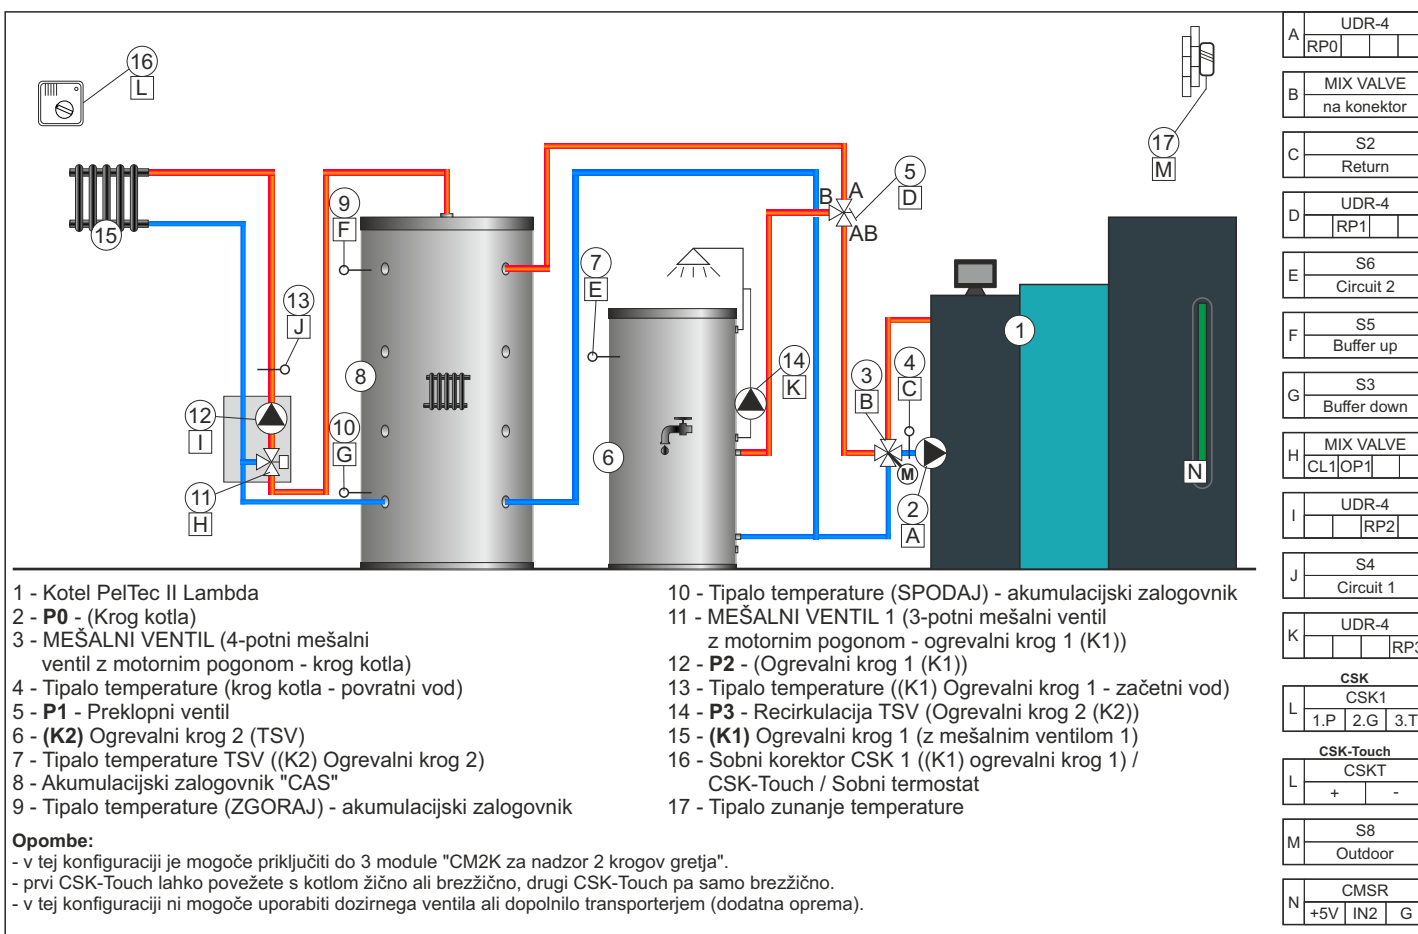 16
L
15
13
J
12
I
11
H
9
F
8
10
G
7
E
6
14
K
B
A
AB
5
D
3
B
4
C
M
2
A
1
17
M
N
1 - Kotel PelTec II Lambda
2 - P0 - (Krog kotla)
3 - MEŠALNI VENTIL (4-potni mešalni
ventil z motornim pogonom - krog kotla)
4 - Tipalo temperature (krog kotla - povratni vod)
5 - P1 - Preklopni ventil
6 - (K2) Ogrevalni krog 2 (TSV)
7 - Tipalo temperature TSV ((K2) Ogrevalni krog 2)
8 - Akumulacijski zalogovnik "CAS"
9 - Tipalo temperature (ZGORAJ) - akumulacijski zalogovnik
10 - Tipalo temperature (SPODAJ) - akumulacijski zalogovnik
11 - MEŠALNI VENTIL 1 (3-potni mešalni ventil
z motornim pogonom - ogrevalni krog 1 (K1))
12 - P2 - (Ogrevalni krog 1 (K1))
13 - Tipalo temperature ((K1) Ogrevalni krog 1 - začetni vod)
14 - P3 - Recirkulacija TSV (Ogrevalni krog 2 (K2))
15 - (K1) Ogrevalni krog 1 (z mešalnim ventilom 1)
16 - Sobni korektor CSK 1 ((K1) ogrevalni krog 1) /
CSK-Touch / Sobni termostat
17 - Tipalo zunanje temperature
Opombe:
- v tej konfiguraciji je mogoče priključiti do 3 module "CM2K za nadzor 2 krogov gretja".
- prvi CSK-Touch lahko povežete s kotlom žično ali brezžično, drugi CSK-Touch pa samo brezžično.
- v tej konfiguraciji ni mogoče uporabiti dozirnega ventila ali dopolnilo transporterjem (dodatna oprema).
A UDR-4
RP0
B MIX VALVE
na konektor
C S2
Return
D UDR-4
RP1
E S6
Circuit 2
F S5
Buffer up
G S3
Buffer down
H MIX VALVE
CL1 OP1
I UDR-4
RP2
J S4
Circuit 1
K UDR-4
RP3
CSK
L CSK1
1.P 2.G 3.T
CSK-Touch
L CSKT
+ -
M S8
Outdoor
N CMSR
+5V IN2 G